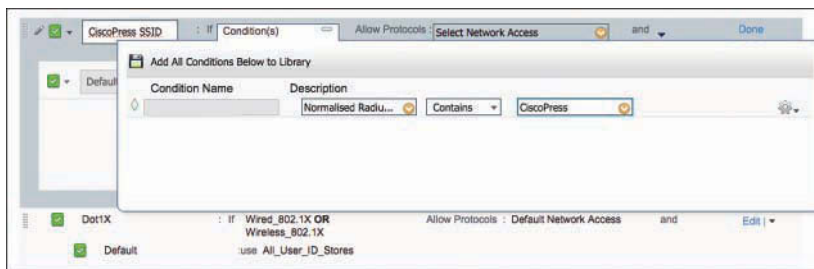 CiscoPress SSID : If Condition(s) Allow Protocols : Select Network Access and Done
Add All Conditions Below to Library
Default
Condition Name Description
Normalised Radiu... Contains CiscoPress
Dot1X : If Wired_802.1X OR Allow Protocols : Default Network Access and Edit |
Wireless_802.1X
Default :use All_User_ID_Stores